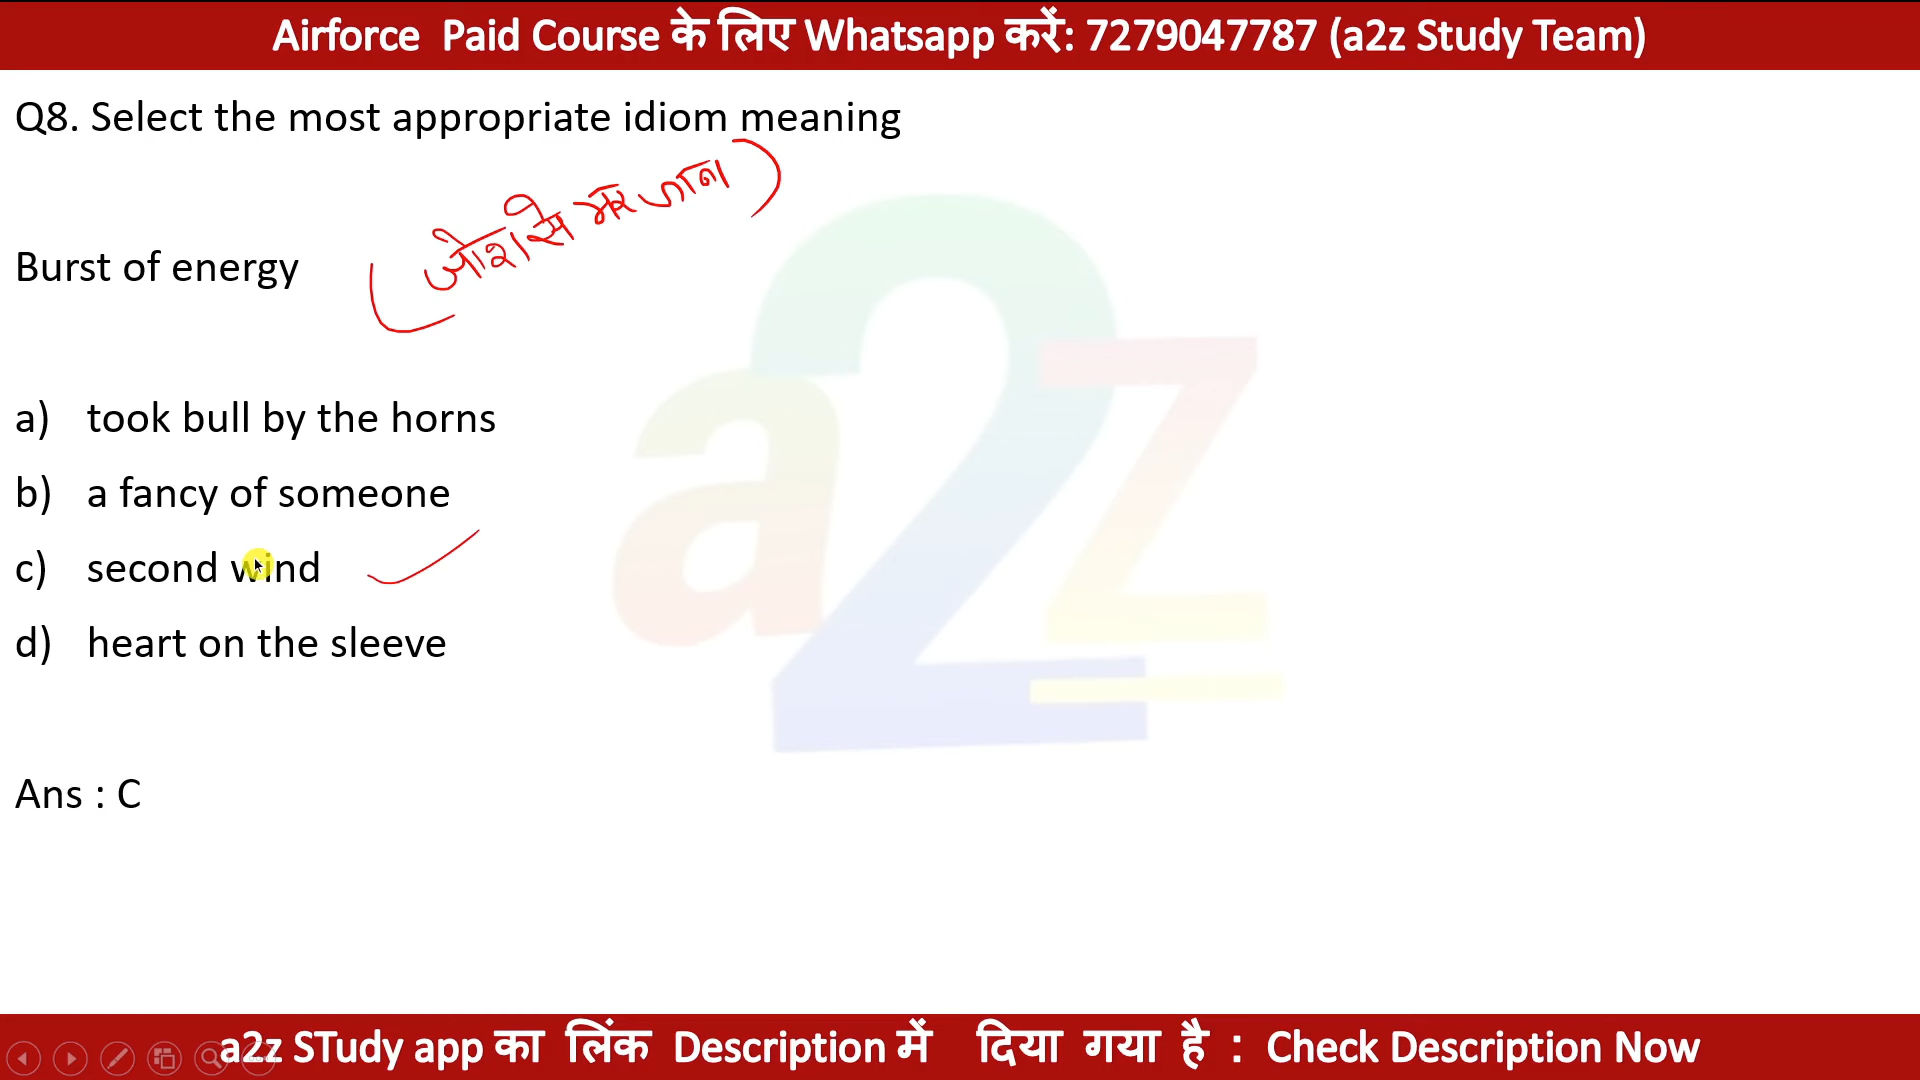 Airforce Paid Course के लिए Whatsapp करें: 7279047787 (a2z Study Team)
Q8. Select the most appropriate idiom meaning
(जोश से भर जाना)
Burst of energy
a) took bull by the horns
b) a fancy of someone
c) second wind
d) heart on the sleeve
Ans : C
a2z
a2z STudy app का लिंक Description में दिया गया है : Check Description Now